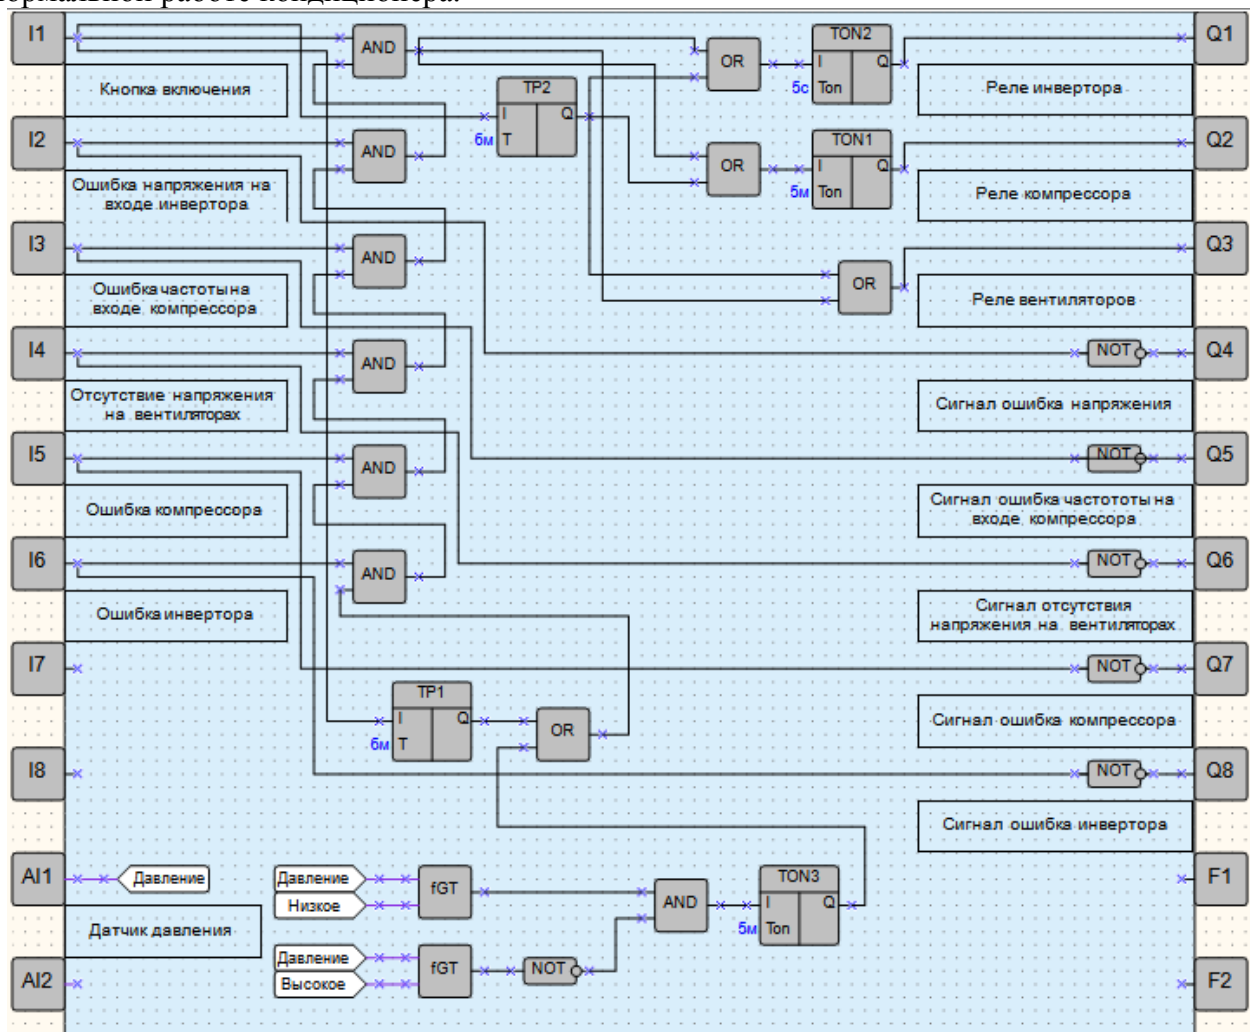 нормальной работе кондиционера.
I1
AND
OR
TON2
I Q
5с Ton
Q1
Кнопка включения
TP2
I Q
6м T
Реле инвертора
I2
AND
OR
TON1
I Q
5м Ton
Q2
Ошибка напряжения на
входе инвертора
Реле компрессора
I3
AND
OR
Q3
Ошибка частоты на
входе компрессора
Реле вентиляторов
I4
AND
NOT
Q4
Отсутствие напряжения
на вентиляторах
Сигнал ошибка напряжения
I5
AND
NOT
Q5
Ошибка компрессора
Сигнал ошибка частототы на
входе компрессора
I6
AND
NOT
Q6
Ошибка инвертора
Сигнал отсутствия
напряжения на вентиляторах
I7
NOT
Q7
TP1
I Q
6м T
OR
Сигнал ошибка компрессора
I8
NOT
Q8
Сигнал ошибка инвертора
AI1
Давление
Давление
Низкое
fGT
AND
TON3
I Q
5м Ton
F1
Датчик давления
AI2
Давление
Высокое
fGT
NOT
F2